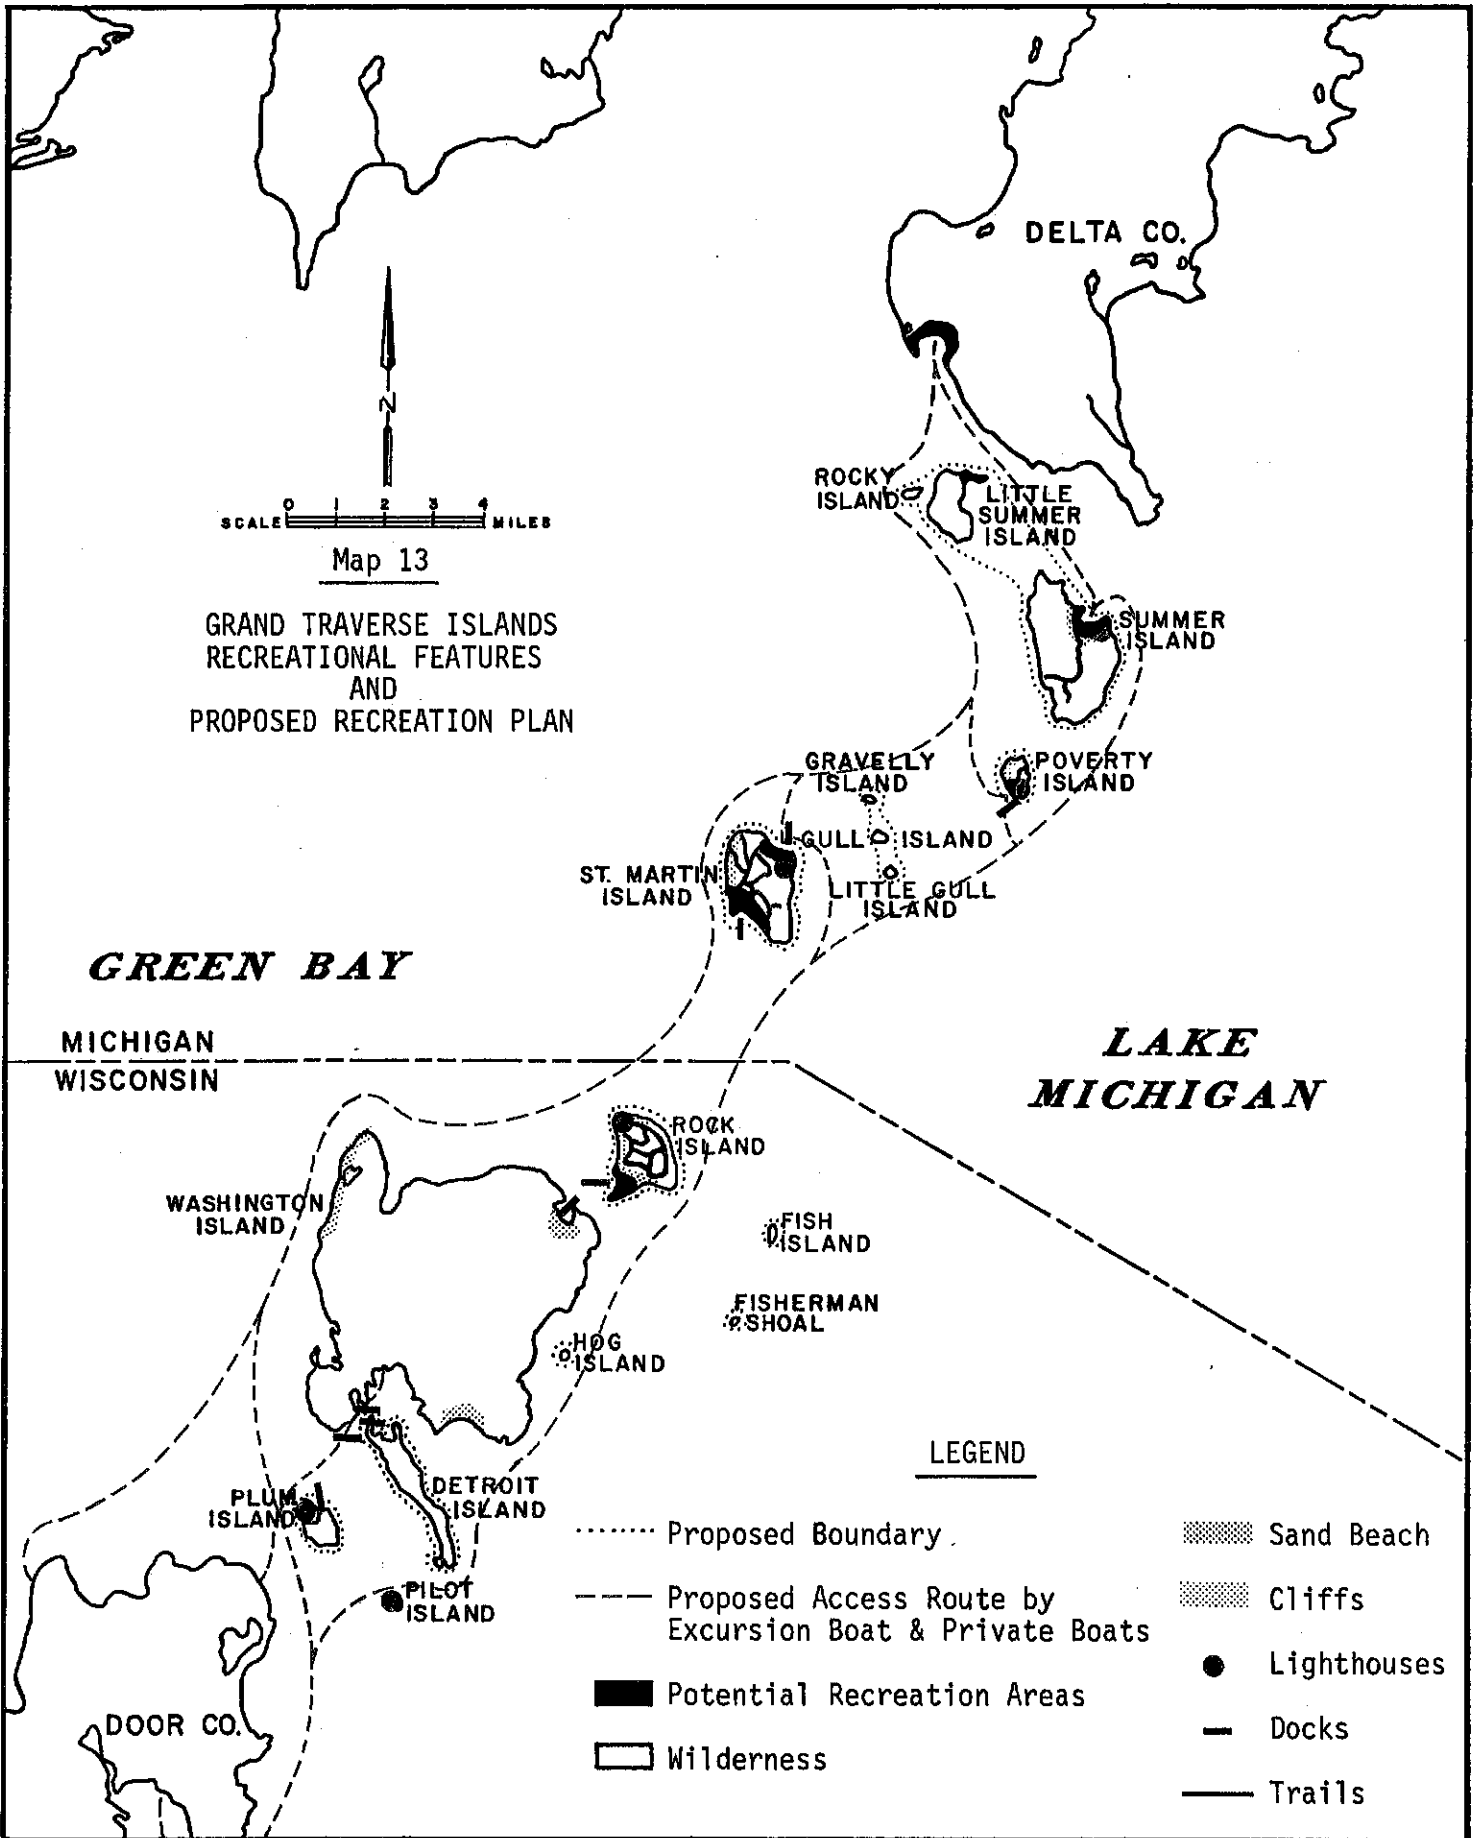 DELTA CO.
N
0 1 2 3 4
SCALE MILES
Map 13
GRAND TRAVERSE ISLANDS
RECREATIONAL FEATURES
AND
PROPOSED RECREATION PLAN
ROCKY
ISLAND
LITTLE
SUMMER
ISLAND
SUMMER
ISLAND
GRAVELLY
ISLAND
POVERTY
ISLAND
GULL ISLAND
ST. MARTIN
ISLAND
LITTLE GULL
ISLAND
GREEN BAY
MICHIGAN
WISCONSIN
LAKE
MICHIGAN
ROCK
ISLAND
WASHINGTON
ISLAND
FISH
ISLAND
FISHERMAN
SHOAL
HOG
ISLAND
DETROIT
ISLAND
PLUM
ISLAND
PILOT
ISLAND
DOOR CO.
LEGEND
Proposed Boundary
Proposed Access Route by
Excursion Boat & Private Boats
Potential Recreation Areas
Wilderness
Sand Beach
Cliffs
Lighthouses
Docks
Trails